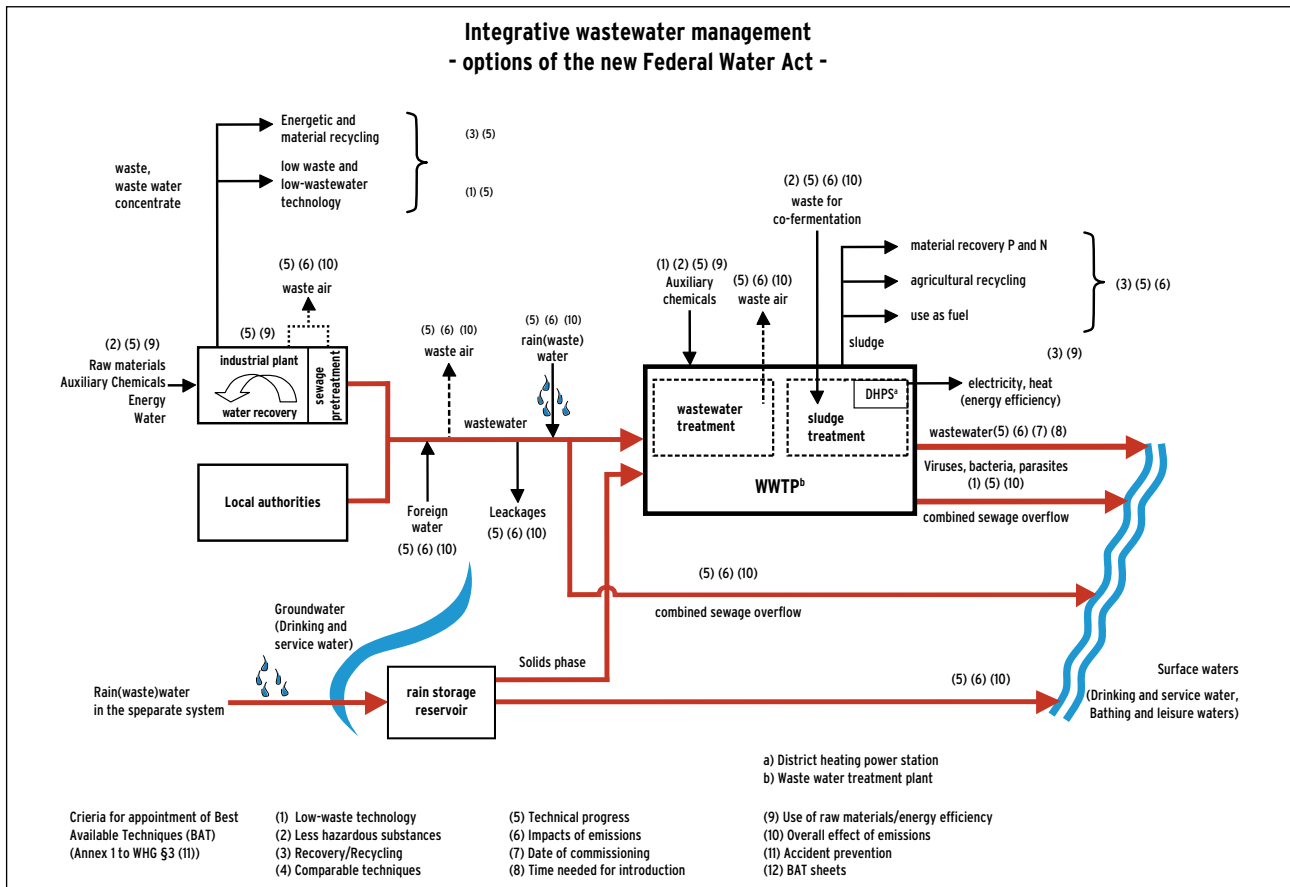 Integrative wastewater management
- options of the new Federal Water Act -
Energetic and
material recycling
(3) (5)
waste,
waste water
concentrate
low waste and
low-wastewater
technology
(1) (5)
(2) (5) (6) (10)
waste for
co-fermentation
material recovery P and N
agricultural recycling
use as fuel
(3) (5) (6)
sludge
(5) (6) (10)
waste air
(1) (2) (5) (9)
Auxiliary
chemicals
(5) (6) (10)
waste air
(2) (5) (9)
Raw materials
Auxiliary Chemicals
Energy
Water
(5) (9)
industrial plant
water recovery
sewage
pretreatment
(5) (6) (10)
waste air
(5) (6) (10)
rain(waste)
water
(3) (9)
electricity, heat
(energy efficiency)
wastewater
treatment
sludge
treatment
DHPSa
WWTPb
wastewater
wastewater(5) (6) (7) (8)
Viruses, bacteria, parasites
(1) (5) (10)
combined sewage overflow
Local authorities
Foreign
water
(5) (6) (10)
Leackages
(5) (6) (10)
(5) (6) (10)
combined sewage overflow
Groundwater
(Drinking and
service water)
Solids phase
Rain(waste)water
in the speparate system
rain storage
reservoir
(5) (6) (10)
Surface waters
(Drinking and service water,
Bathing and leisure waters)
a) District heating power station
b) Waste water treatment plant
Crieria for appointment of Best
Available Techniques (BAT)
(Annex 1 to WHG §3 (11))
(1) Low-waste technology
(2) Less hazardous substances
(3) Recovery/Recycling
(4) Comparable techniques
(5) Technical progress
(6) Impacts of emissions
(7) Date of commissioning
(8) Time needed for introduction
(9) Use of raw materials/energy efficiency
(10) Overall effect of emissions
(11) Accident prevention
(12) BAT sheets